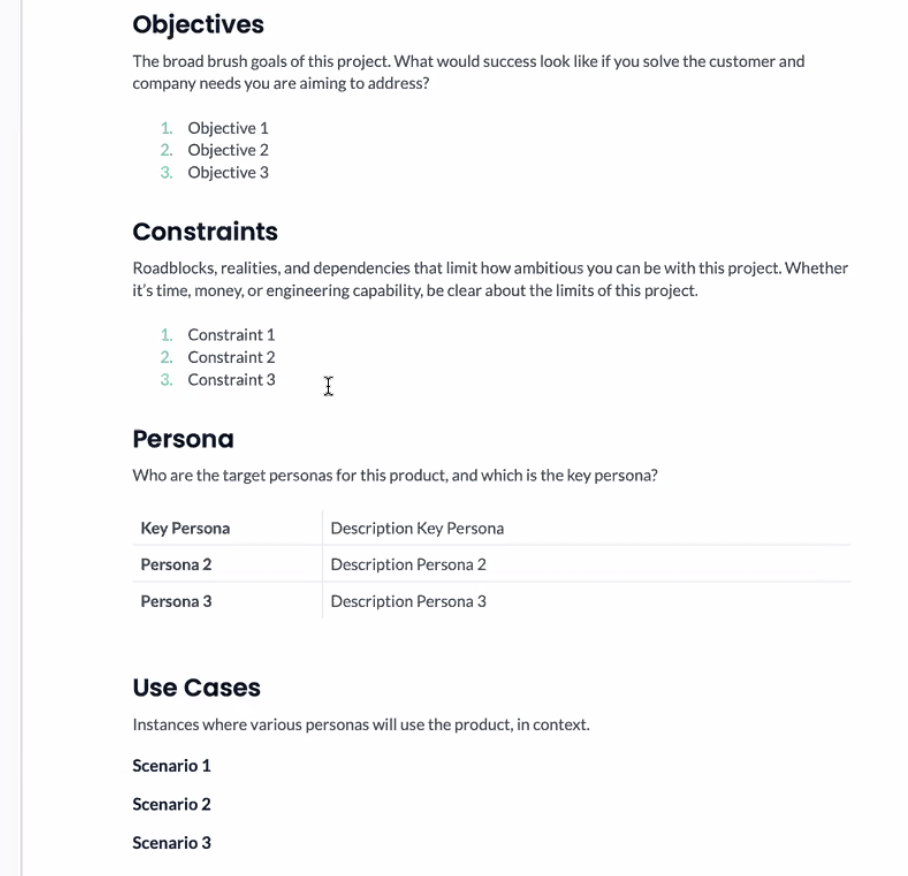 Objectives
The broad brush goals of this project. What would success look like if you solve the customer and
company needs you are aiming to address?
1. Objective 1
2. Objective 2
3. Objective 3
Constraints
Roadblocks, realities, and dependencies that limit how ambitious you can be with this project. Whether
it's time, money, or engineering capability, be clear about the limits of this project.
1. Constraint 1
2. Constraint 2
3. Constraint 3
Persona
Who are the target personas for this product, and which is the key persona?
Key Persona Description Key Persona
Persona 2 Description Persona 2
Persona 3 Description Persona 3
Use Cases
Instances where various personas will use the product, in context.
Scenario 1
Scenario 2
Scenario 3